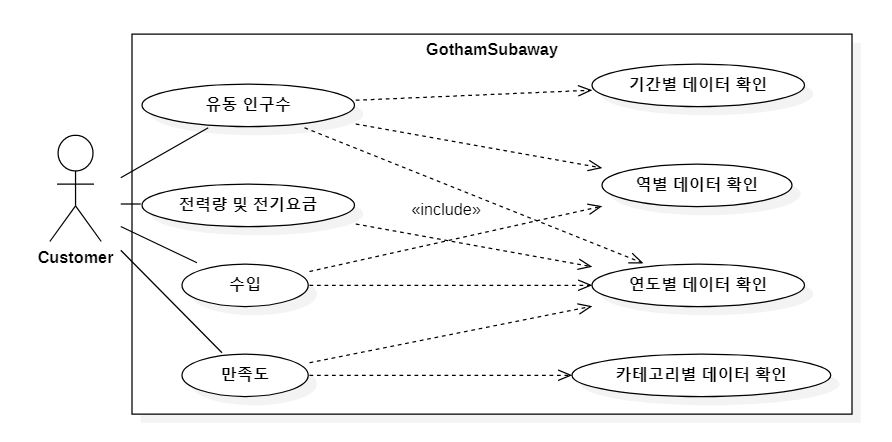 GothamSubaway
유동 인구수
기간별 데이터 확인
역별 데이터 확인
전력량 및 전기요금
«include»
Customer
수입
연도별 데이터 확인
만족도
카테고리별 데이터 확인